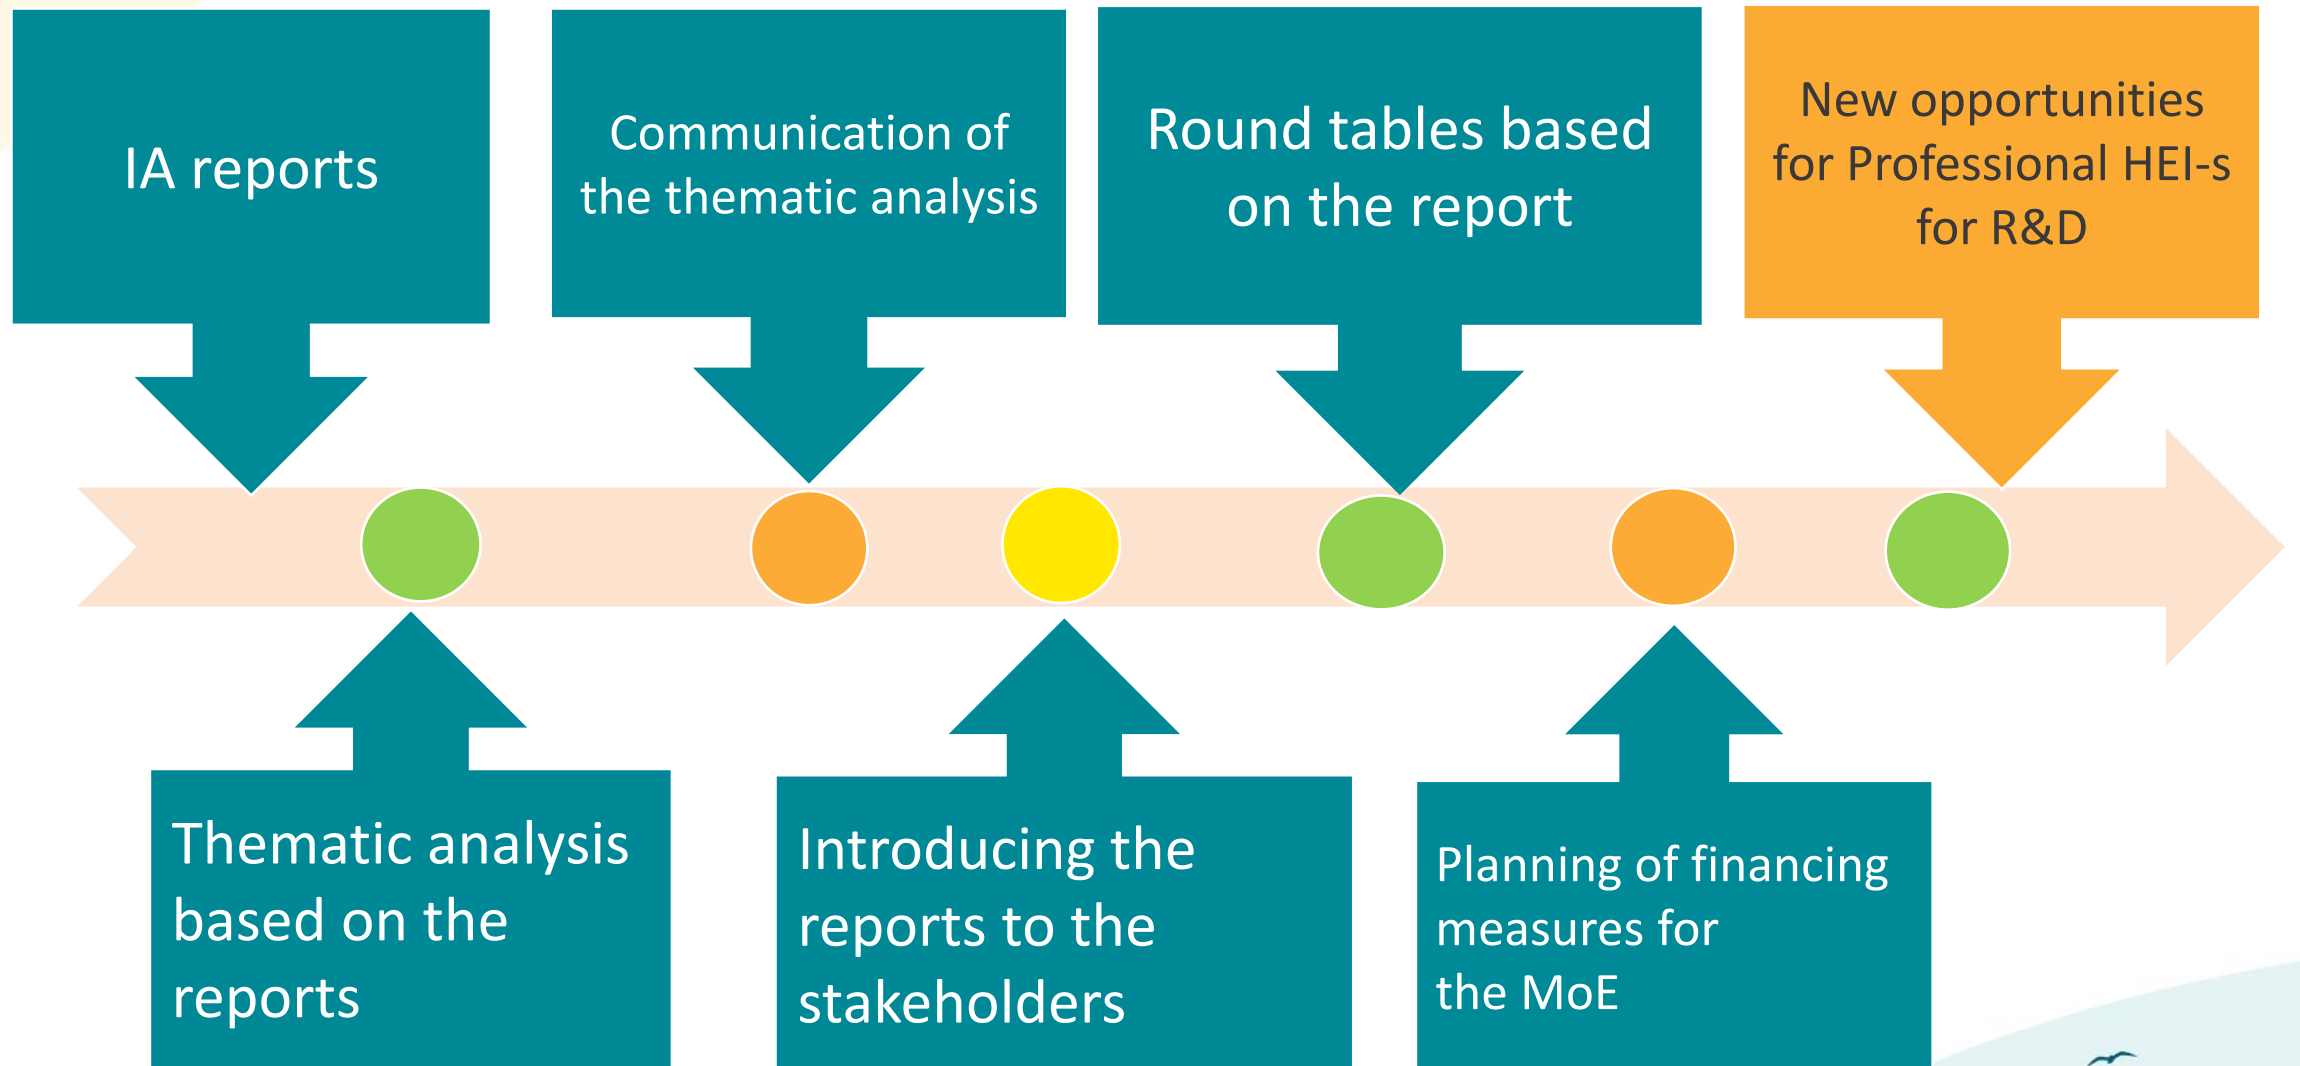 IA reports
Communication of
the thematic analysis
Round tables based
on the report
New opportunities
for Professional HEI-s
for R&D
Thematic analysis
based on the
reports
Introducing the
reports to the
stakeholders
Planning of financing
measures for
the MoE